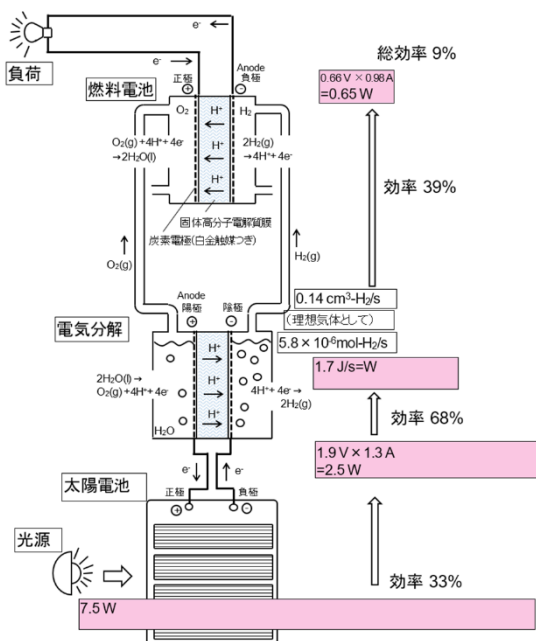 負荷
e⁻
e⁻
総効率 9%
0.66 V × 0.98 A
=0.65 W
燃料電池
正極
⊕
Anode
負極
⊖
O₂
H⁺
H₂
O₂(g)+4H⁺+ 4e⁻
→2H₂O(l)
H⁺
2H₂(g)
→4H⁺+ 4e⁻
H⁺
効率 39%
固体高分子電解質膜
炭素電極(白金触媒つき)
O₂(g)
H₂(g)
0.14 cm³-H₂/s
(理想気体として)
5.8 × 10⁻⁶mol-H₂/s
1.7 J/s=W
電気分解
Anode
陽極
⊕
陰極
⊖
H⁺
2H₂O(l)→
O₂(g)+ 4H⁺+ 4e⁻
H⁺
4H⁺+ 4e⁻→
2H₂(g)
H⁺
H₂O
効率 68%
1.9 V × 1.3 A
=2.5 W
e⁻
e⁻
太陽電池
正極
⊕
負極
⊖
光源
効率 33%
7.5 W